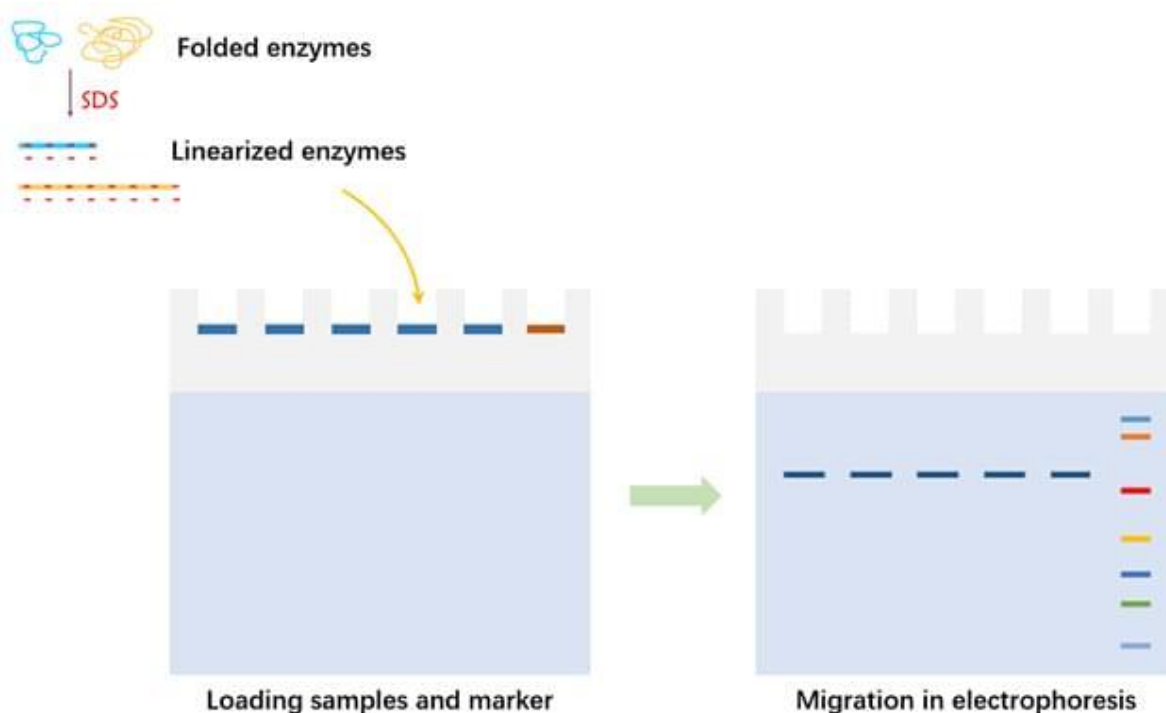 Folded enzymes
SDS
Linearized enzymes
Loading samples and marker
Migration in electrophoresis